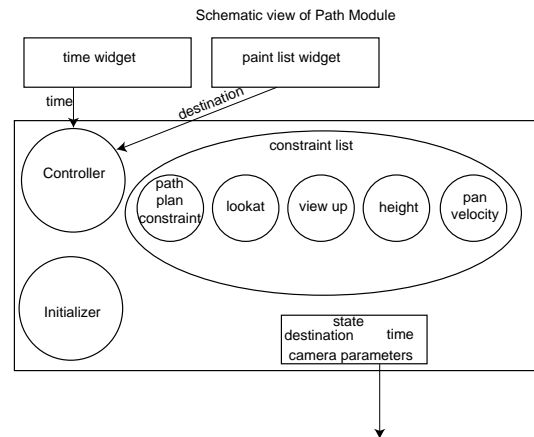 Schematic view of Path Module
time widget
paint list widget
time
destination
constraint list
Controller
path
plan
constraint
lookat
view up
height
pan
velocity
Initializer
state
destination time
camera parameters